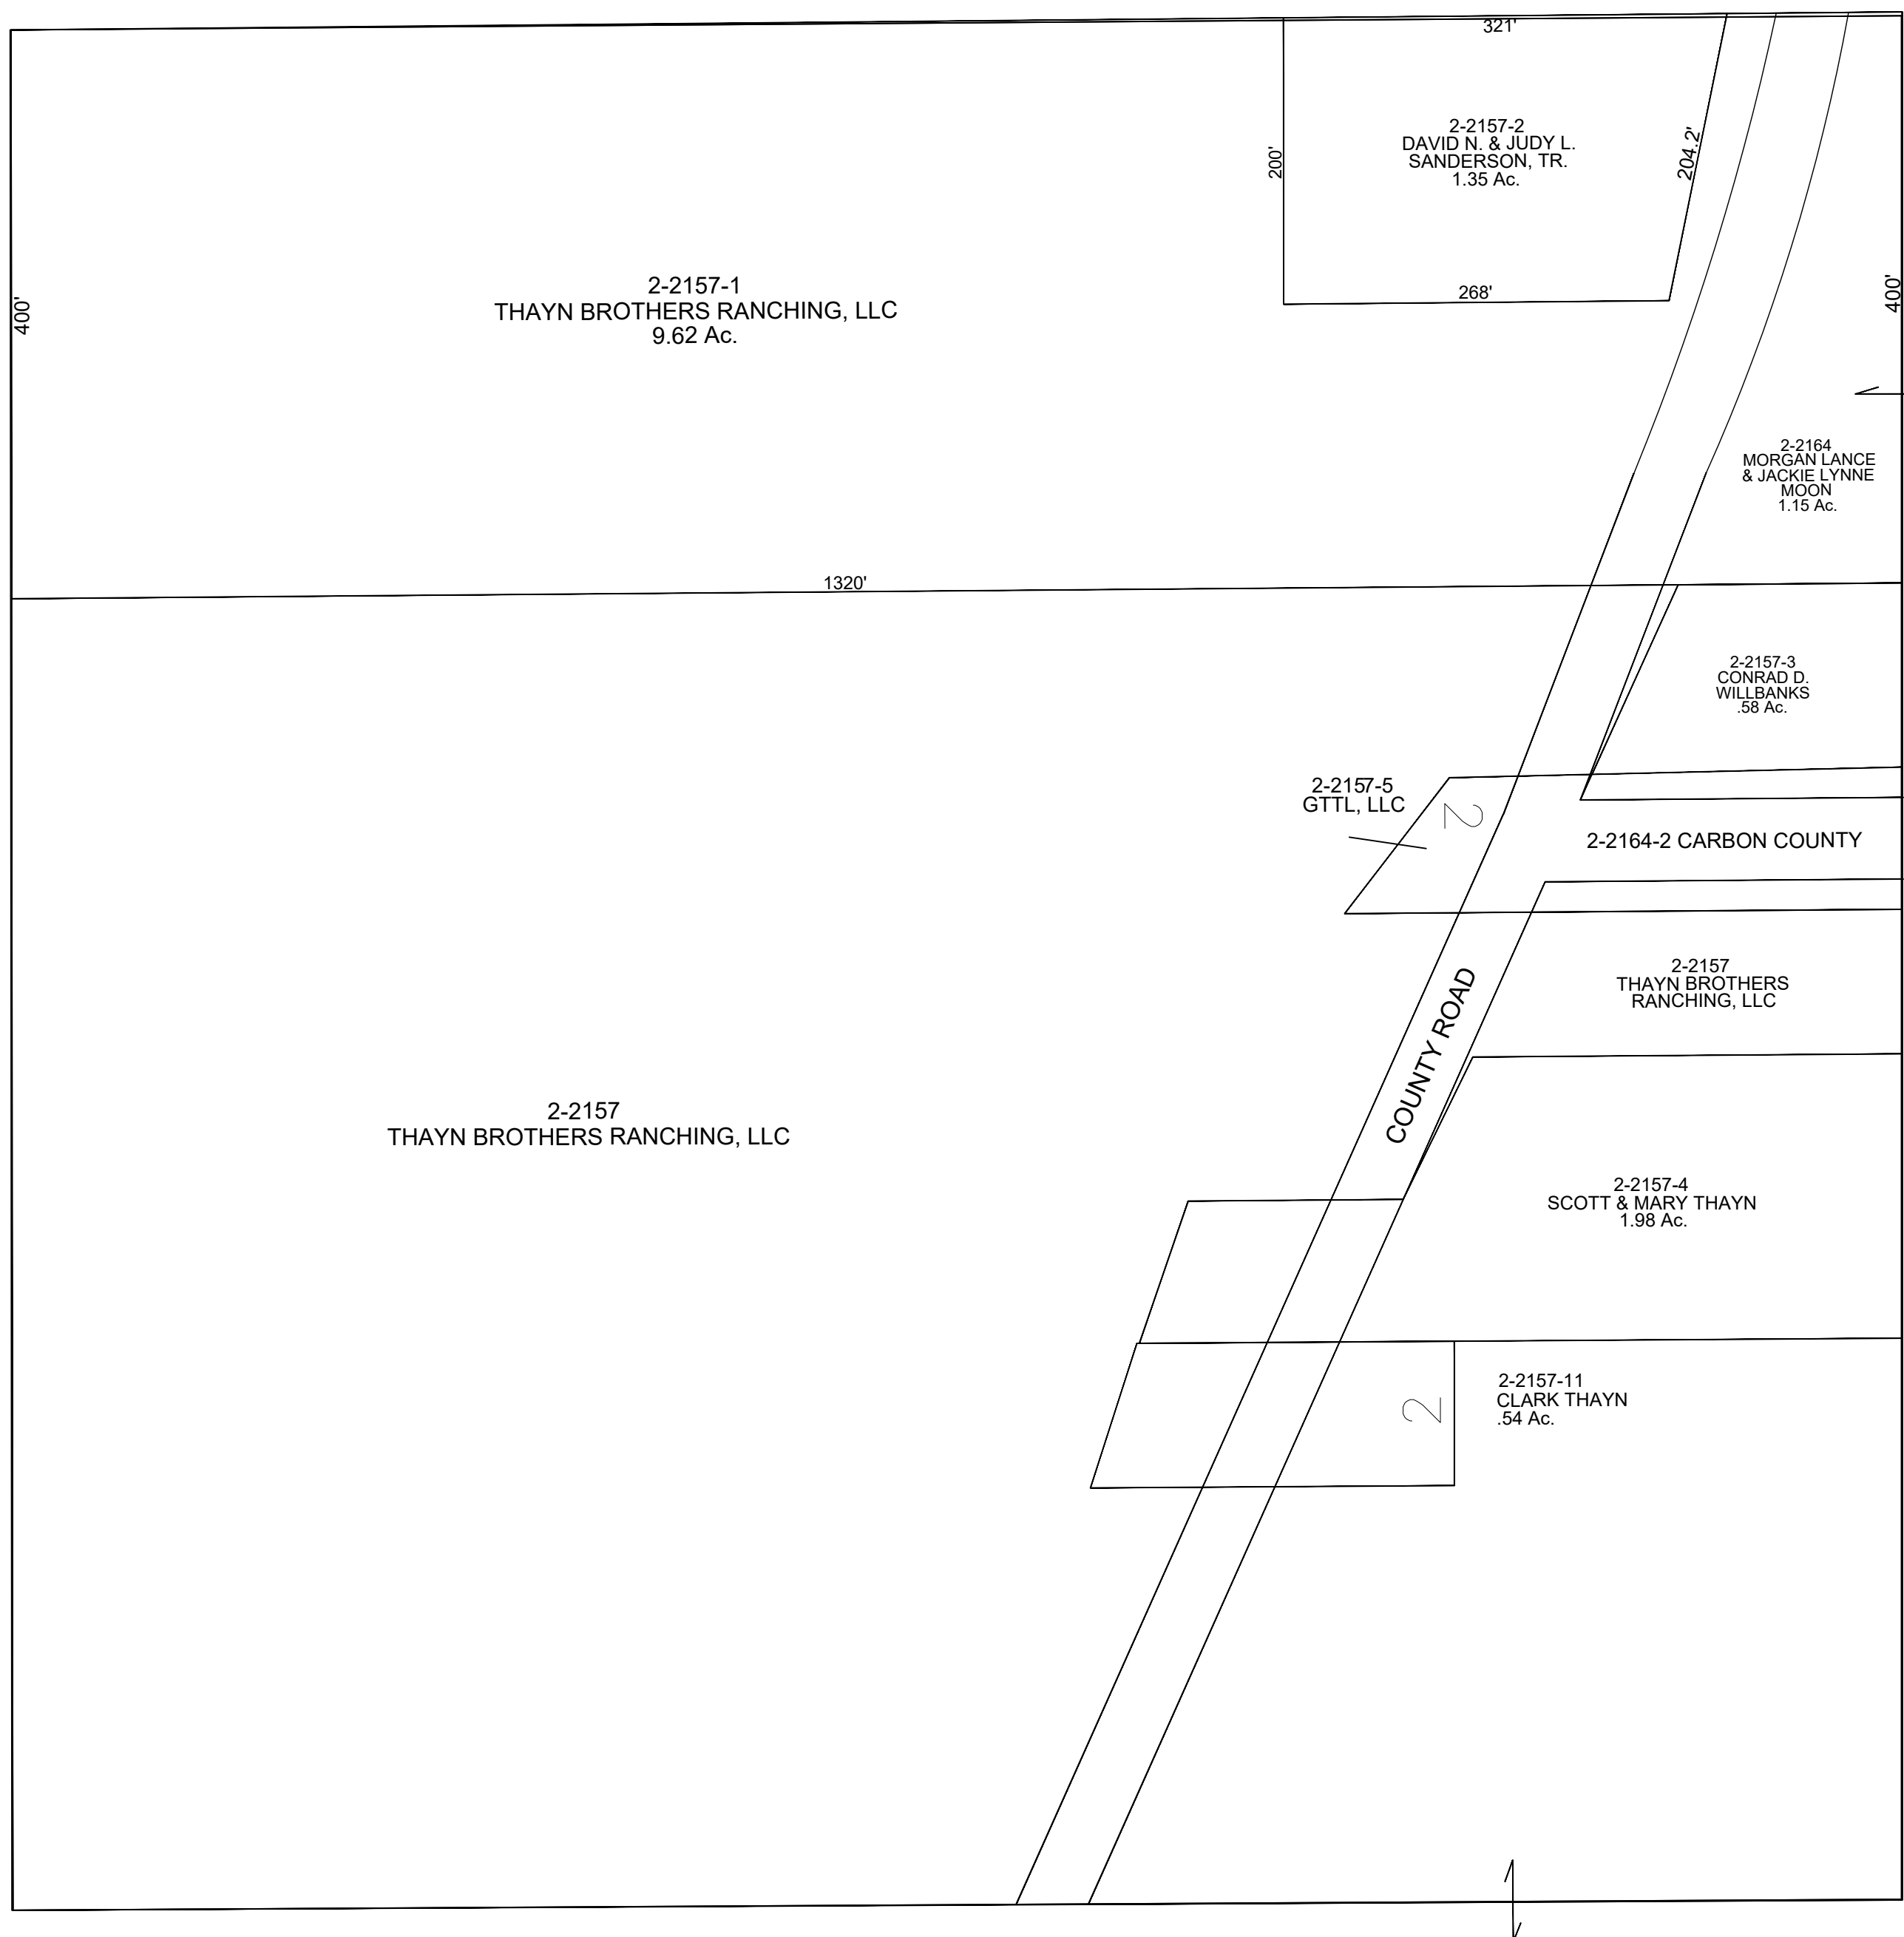 321'
2-2157-2
DAVID N. & JUDY L.
SANDERSON, TR.
1.35 Ac.
200'
204.2'
268'
2-2157-1
THAYN BROTHERS RANCHING, LLC
9.62 Ac.
400'
400'
2-2164
MORGAN LANCE
& JACKIE LYNNE
MOON
1.15 Ac.
1320'
2-2157-3
CONRAD D.
WILLBANKS
.58 Ac.
2-2157-5
GTTL, LLC
2
2-2164-2 CARBON COUNTY
2-2157
THAYN BROTHERS
RANCHING, LLC
COUNTY ROAD
2-2157
THAYN BROTHERS RANCHING, LLC
2-2157-4
SCOTT & MARY THAYN
1.98 Ac.
2
2-2157-11
CLARK THAYN
.54 Ac.